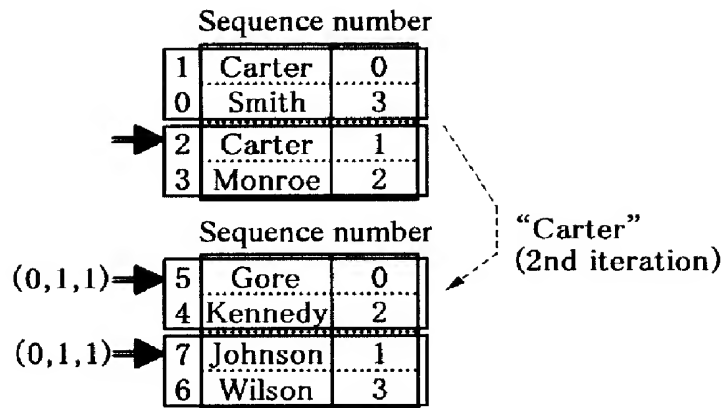 Sequence number
1 Carter 0
0 Smith 3
2 Carter 1
3 Monroe 2
"Carter"
(2nd iteration)
Sequence number
(0,1,1) 5 Gore 0
4 Kennedy 2
(0,1,1) 7 Johnson 1
6 Wilson 3